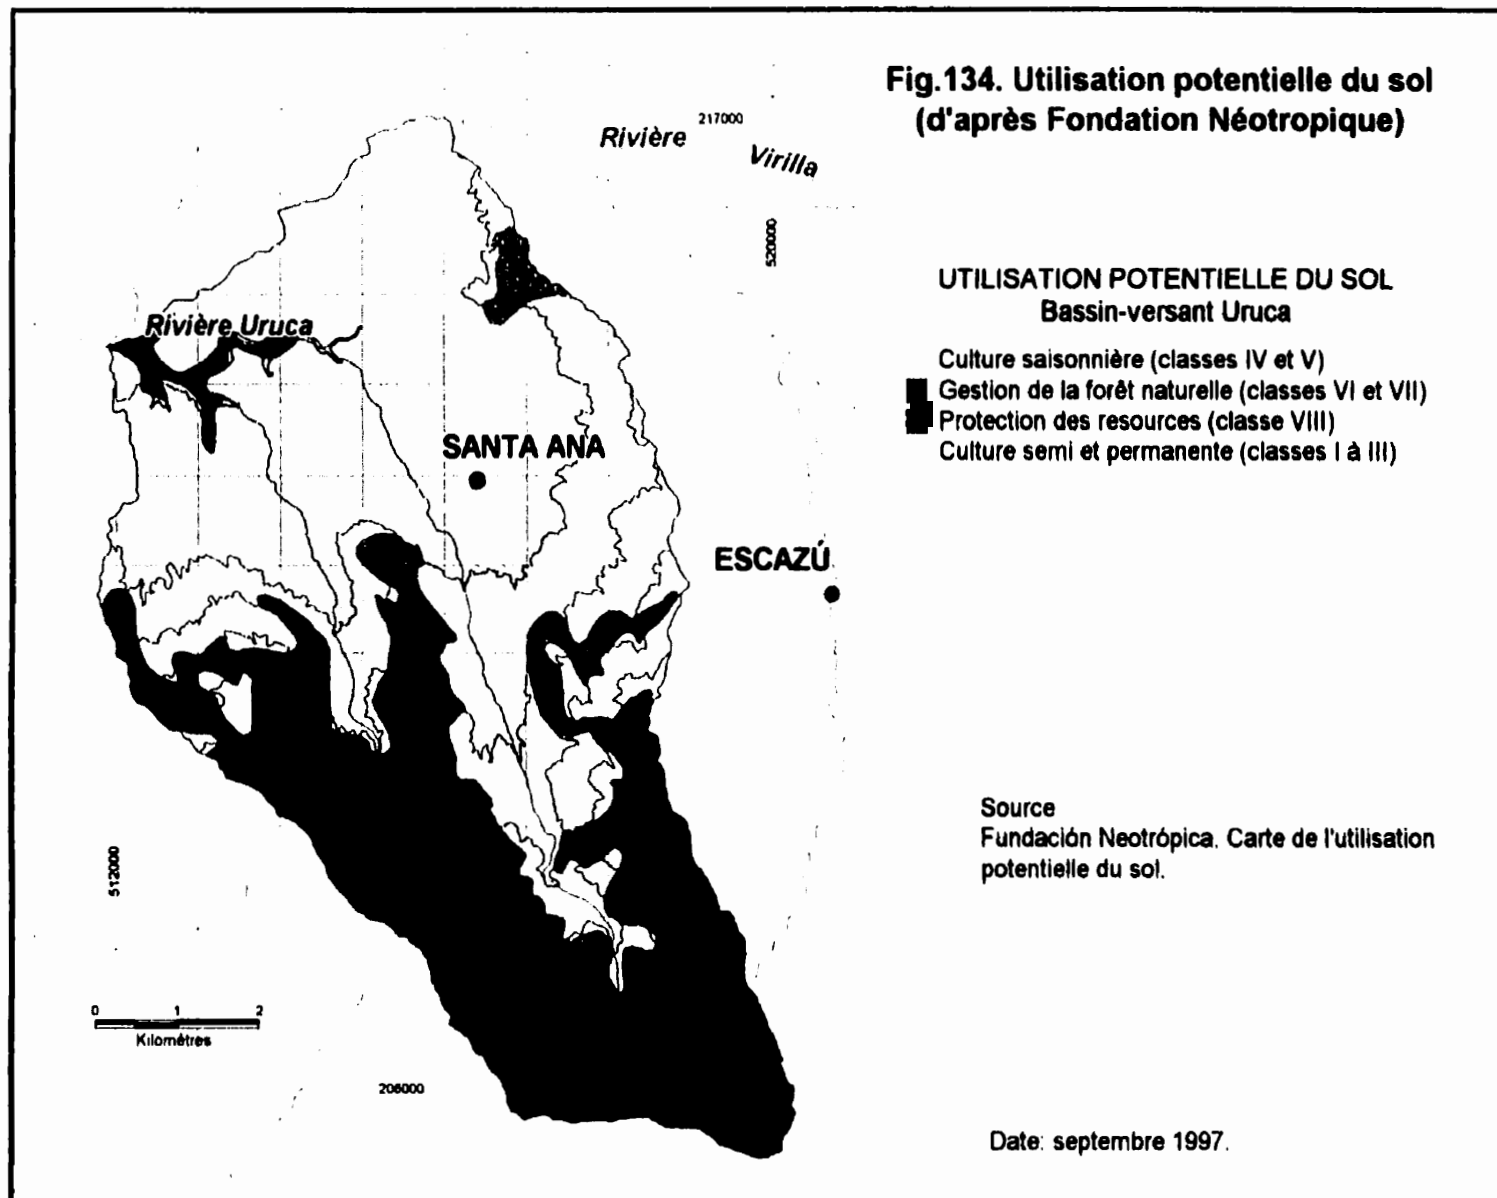 Fig.134. Utilisation potentielle du sol
(d'après Fondation Néotropique)
Rivière
217000
Virilla
520000
UTILISATION POTENTIELLE DU SOL
Bassin-versant Uruca
Culture saisonnière (classes IV et V)
Gestion de la forêt naturelle (classes VI et VII)
Protection des resources (classe VIII)
Culture semi et permanente (classes I à III)
Rivière Uruca
SANTA ANA
ESCAZÚ
Source
Fundación Neotrópica. Carte de l'utilisation
potentielle du sol.
512000
0 1 2
Kilomètres
206000
Date: septembre 1997.